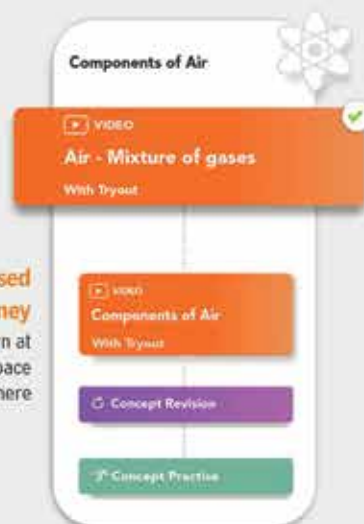 Components of Air
VIDEO
Air - Mixture of gases
With Tryout
sed
ney
n at
pace
here
VIDEO
Components of Air
With Tryout
Concept Revision
Concept Practise